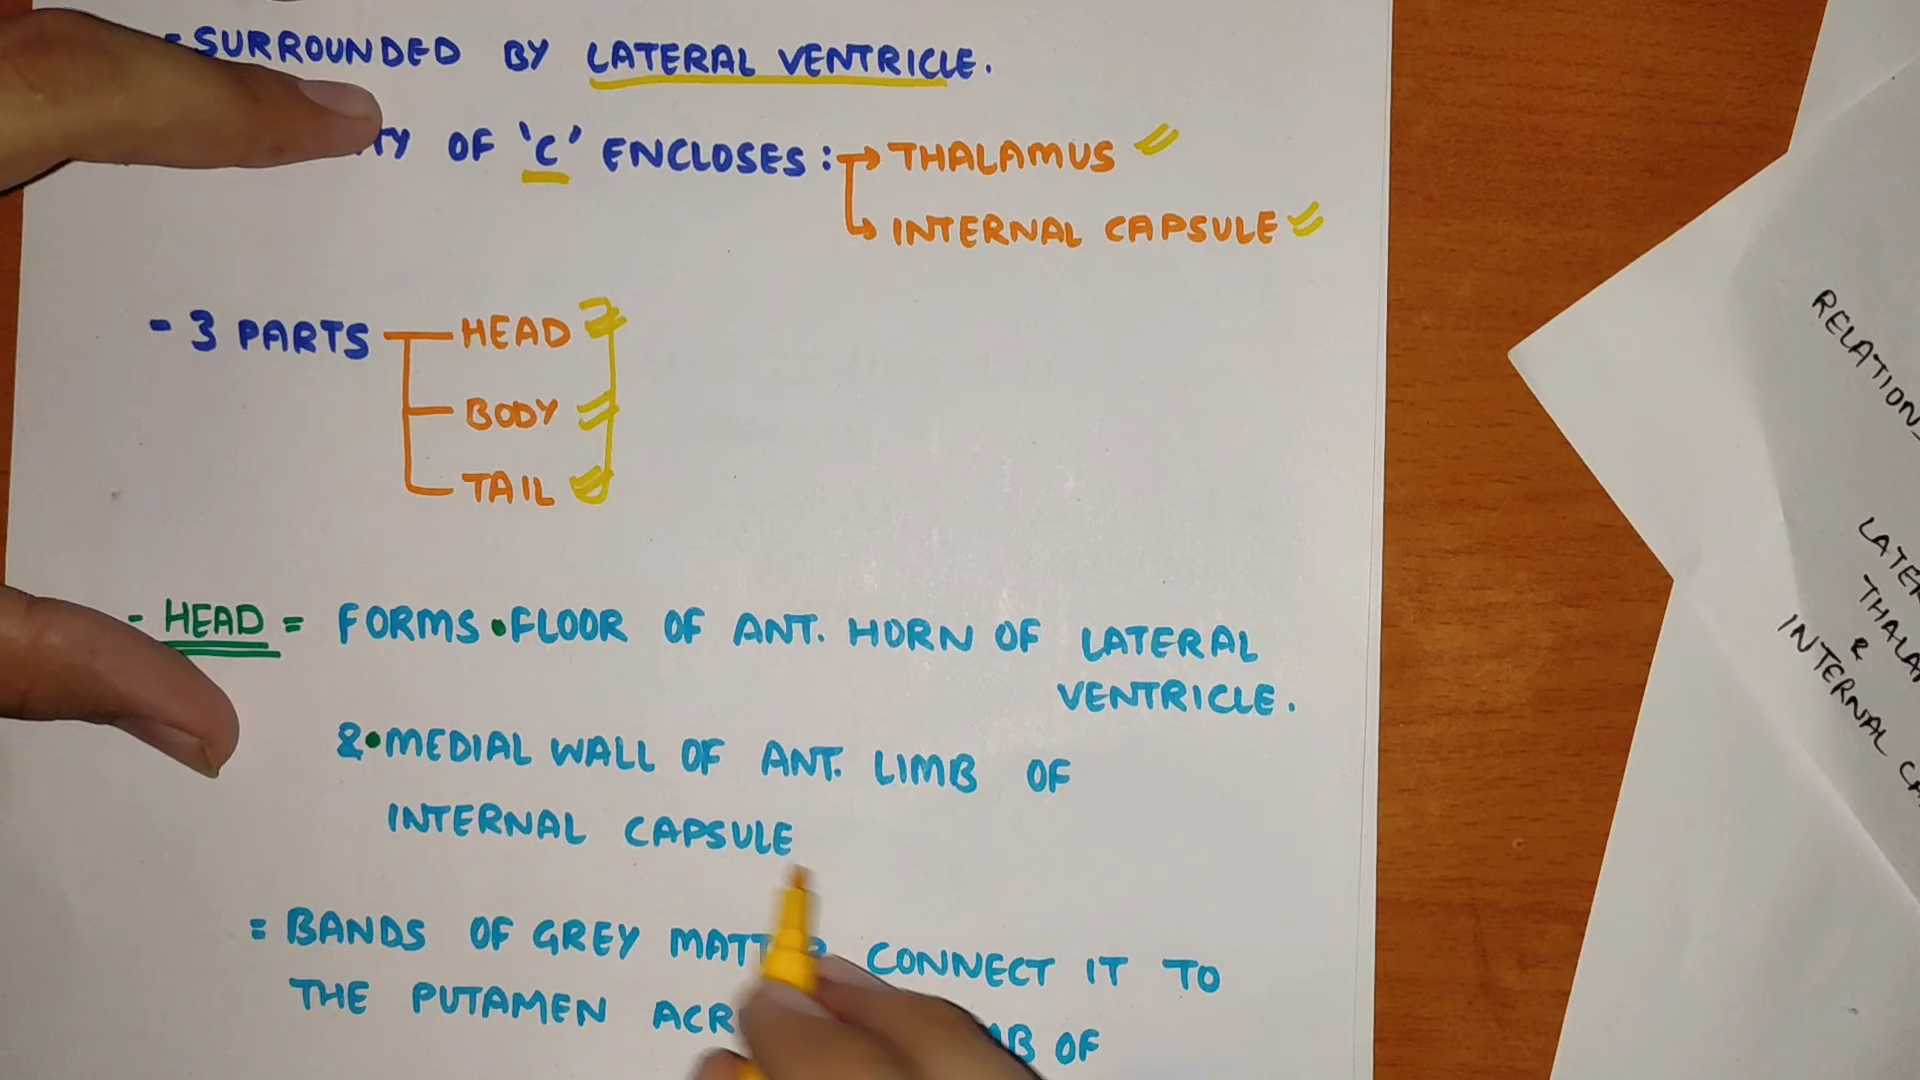 - SURROUNDED BY LATERAL VENTRICLE.
OF 'C' ENCLOSES : → THALAMUS
↳ INTERNAL CAPSULE
- 3 PARTS HEAD
BODY
TAIL
- HEAD = FORMS • FLOOR OF ANT. HORN OF LATERAL
VENTRICLE.
& • MEDIAL WALL OF ANT. LIMB OF
INTERNAL CAPSULE
= BANDS OF GREY CONNECT IT TO
THE PUTAMEN OF
RELATION
&
INTERNAL